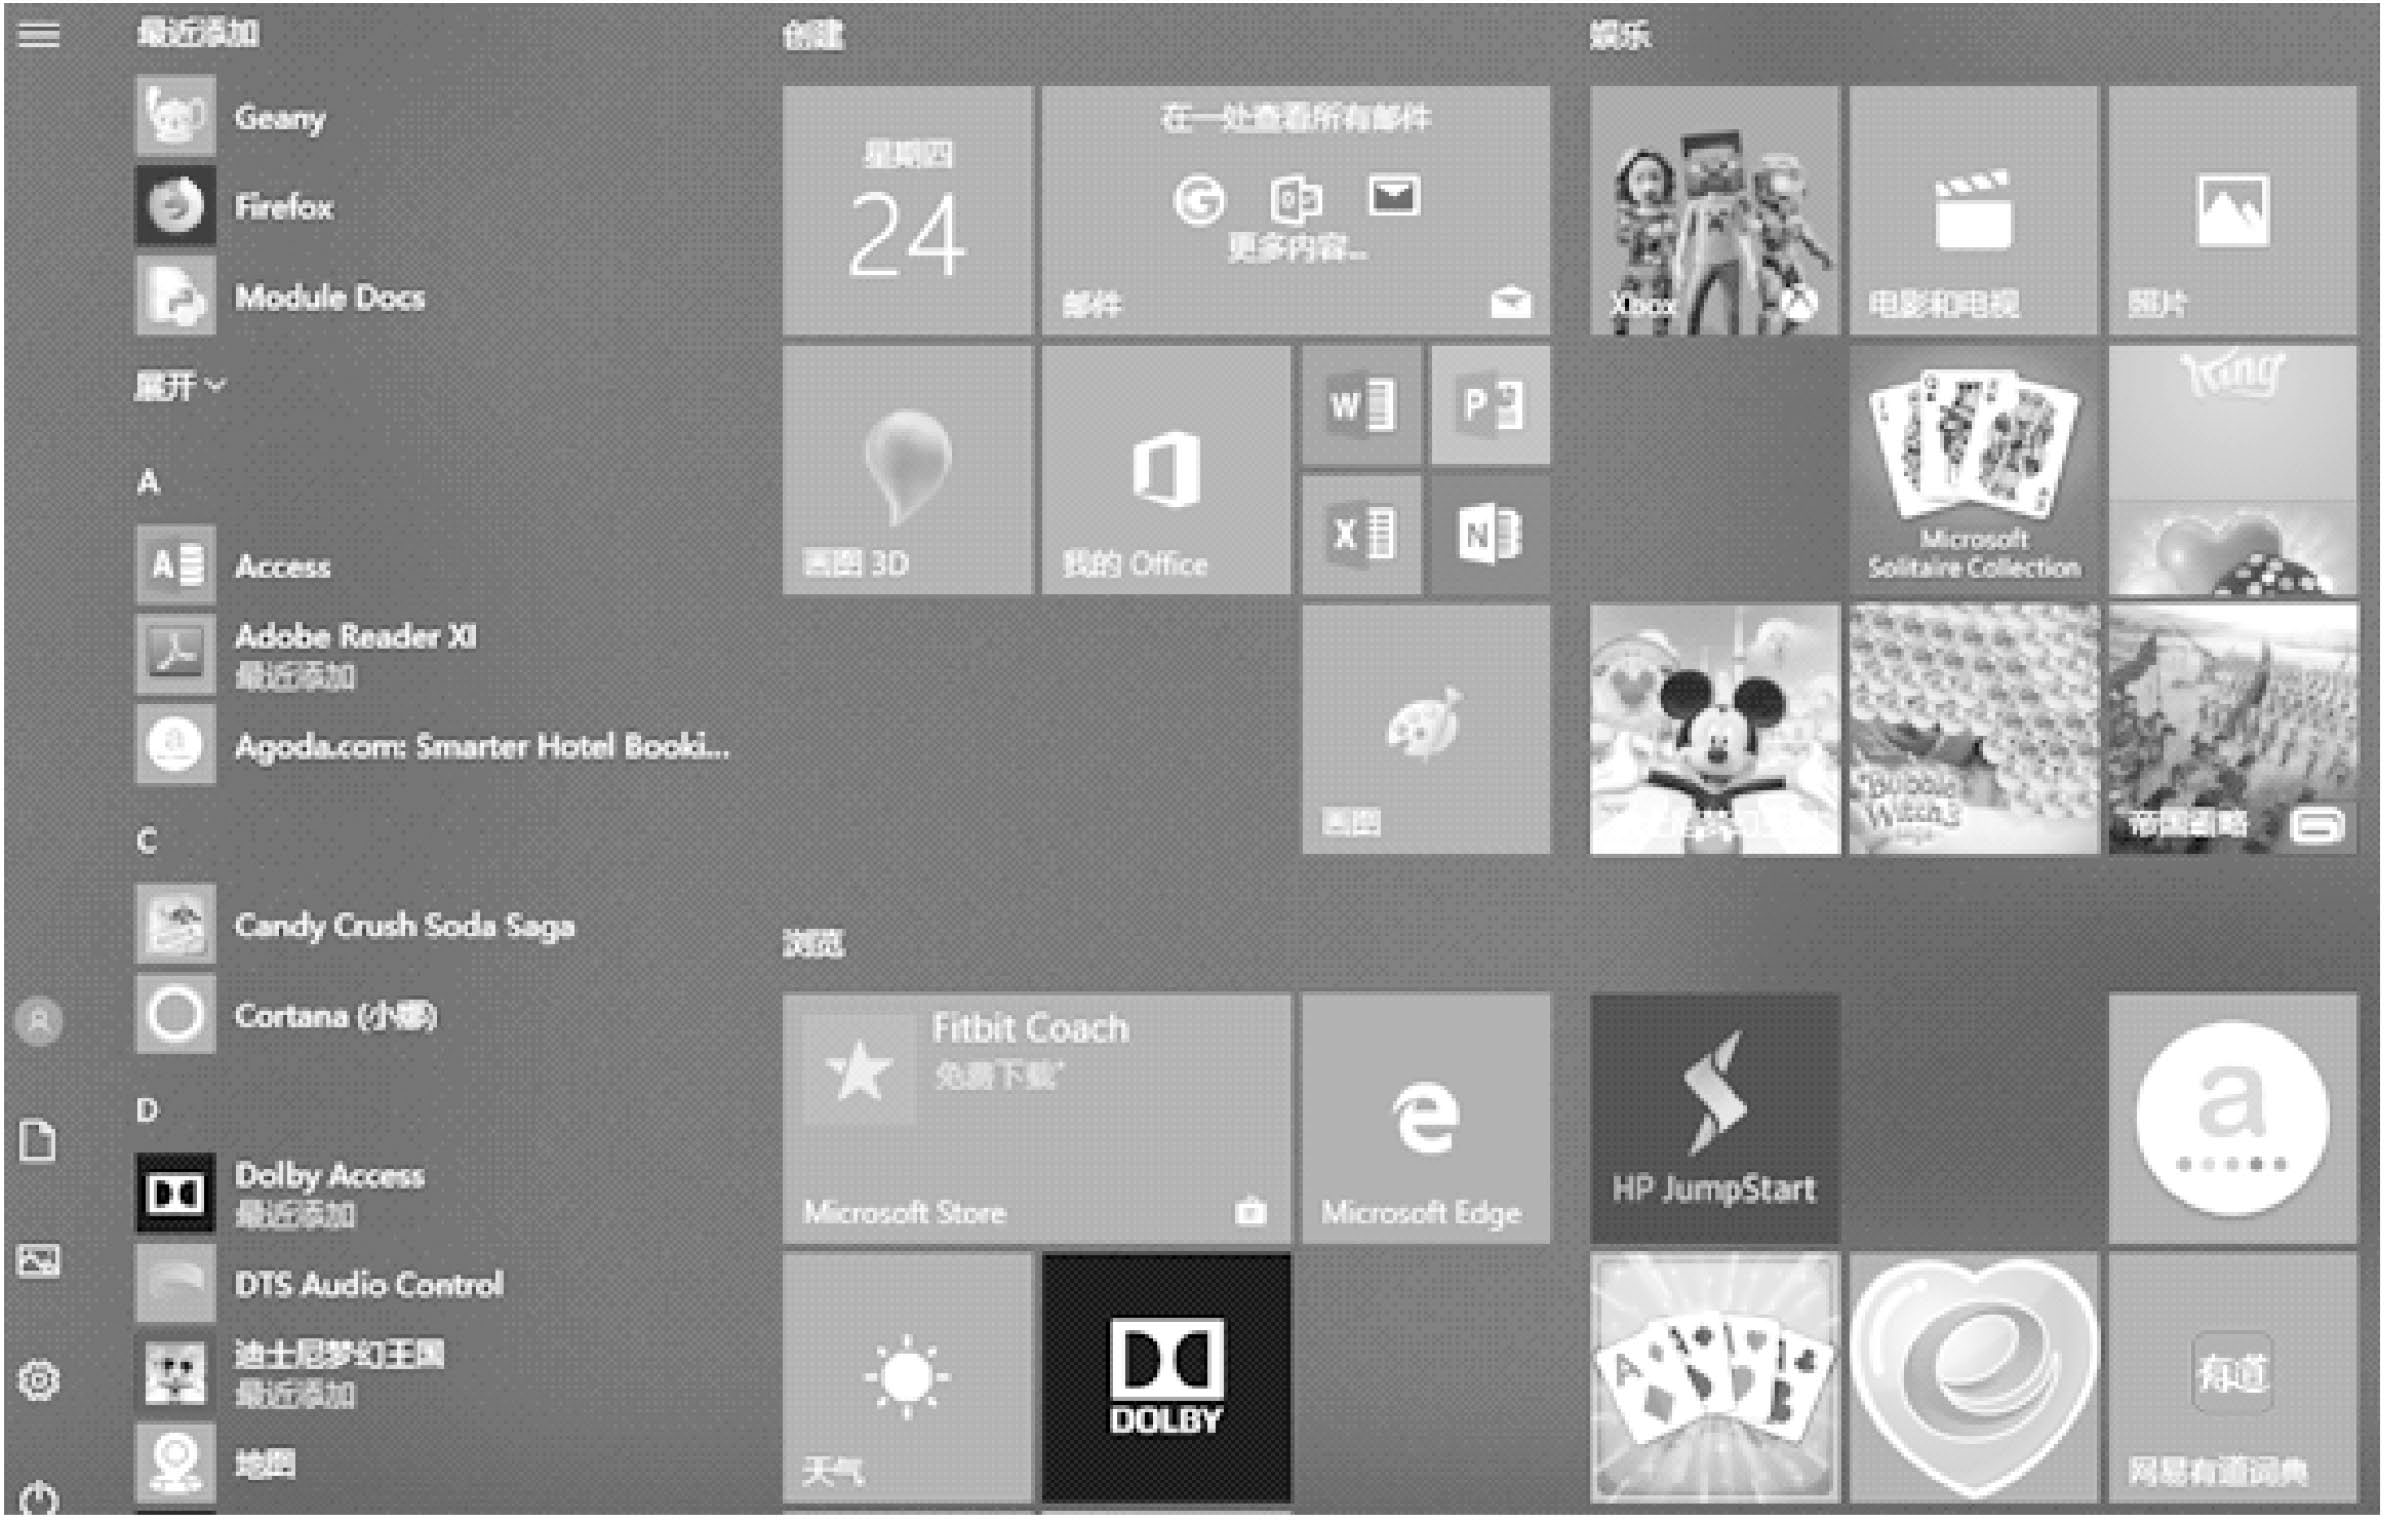 最近添加
Geany
Firefox
Module Docs
展开
A
Access
Adobe Reader XI
最近添加
Agoda.com: Smarter Hotel Booki...
C
Candy Crush Soda Saga
Cortana (小娜)
D
Dolby Access
最近添加
DTS Audio Control
迪士尼梦幻王国
最近添加
地图
创建
星期四
24
在一处查看所有邮件
更多内容...
邮件
画图 3D
我的 Office
W
P
X
N
画图
浏览
Fitbit Coach
免费下载*
Microsoft Store
Microsoft Edge
天气
DOLBY
娱乐
Xbox
电影和电视
照片
Microsoft
Solitaire Collection
King
Bubble
Witch 3
HP JumpStart
a
A
有道
网易有道词典